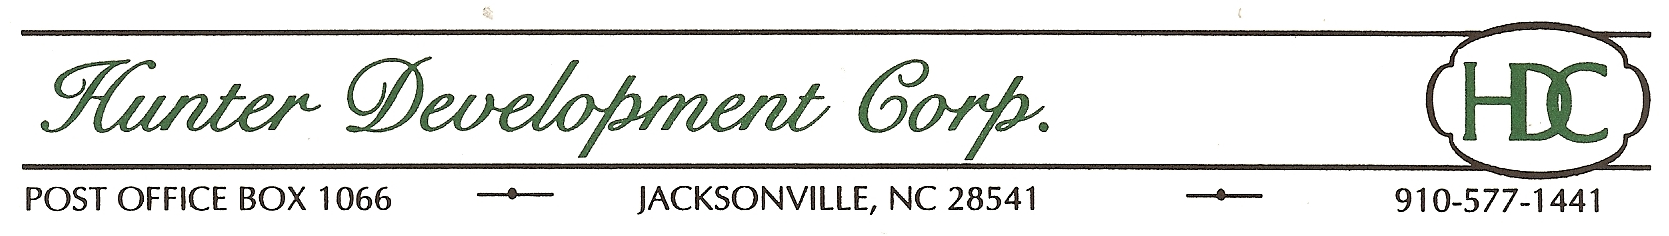 Hunter Development Corp.
HDC
POST OFFICE BOX 1066 JACKSONVILLE, NC 28541 910-577-1441